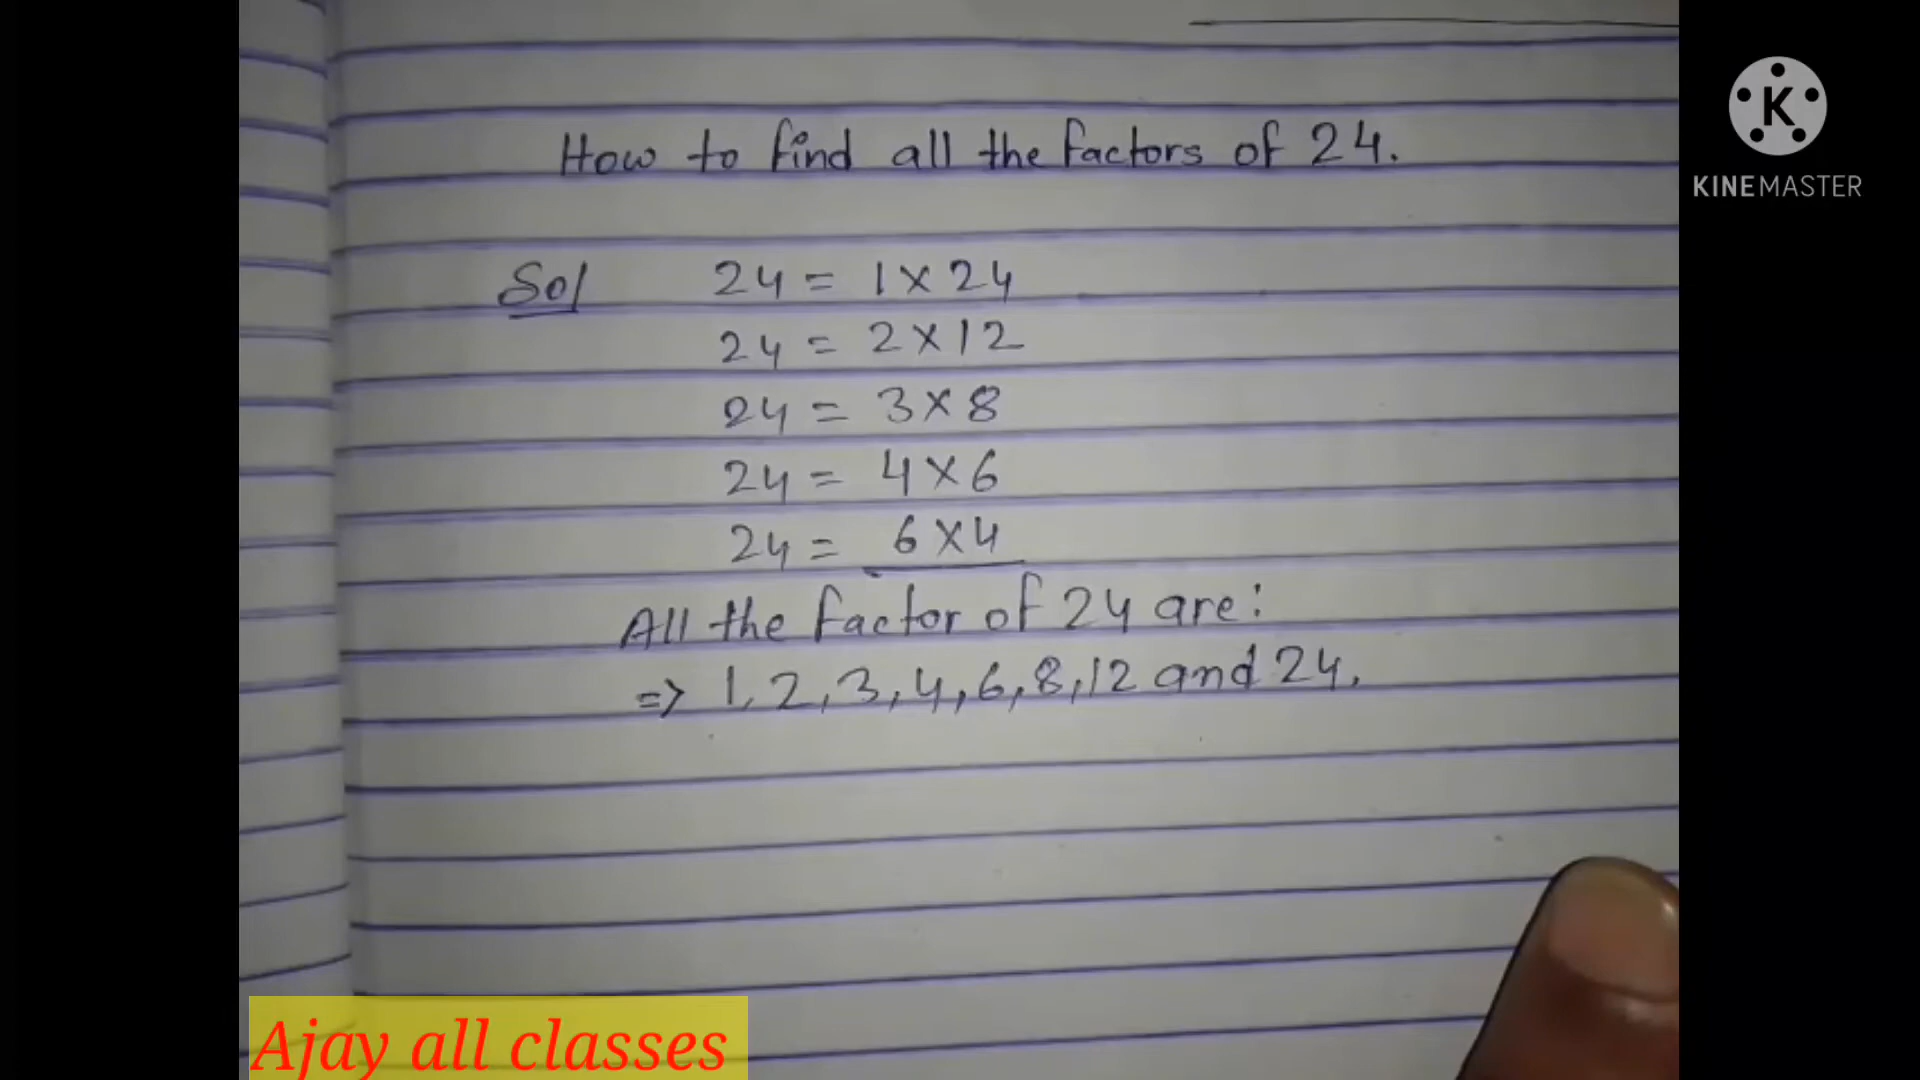 How to find all the factors of 24.
Sol 24 = 1 × 24
24 = 2 × 12
24 = 3 × 8
24 = 4 × 6
24 = 6 × 4
All the factor of 24 are:
=> 1, 2, 3, 4, 6, 8, 12 and 24.
K
KINEMASTER
Ajay all classes